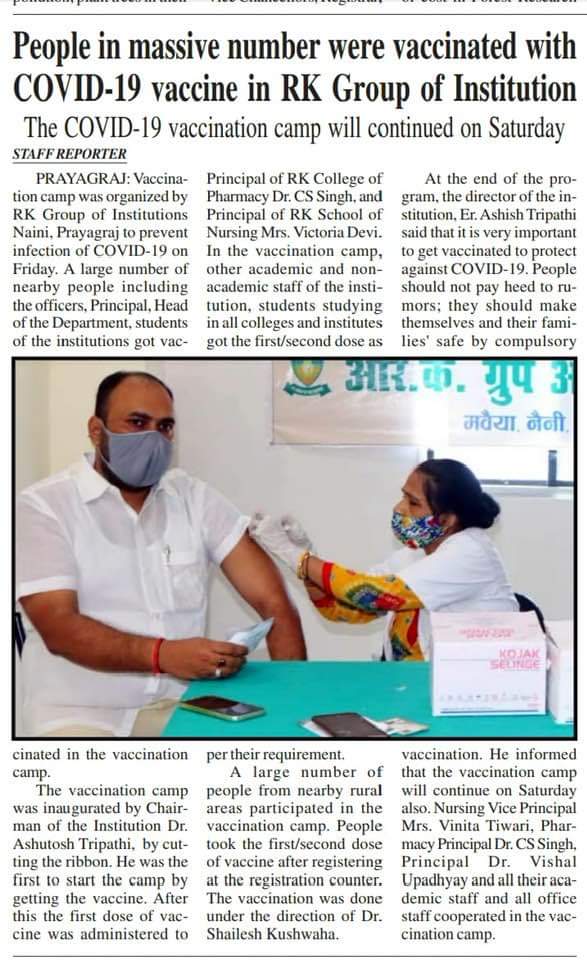 People in massive number were vaccinated with
COVID-19 vaccine in RK Group of Institution
The COVID-19 vaccination camp will continued on Saturday
STAFF REPORTER
PRAYAGRAJ: Vaccina-
tion camp was organized by
RK Group of Institutions
Naini, Prayagraj to prevent
infection of COVID-19 on
Friday. A large number of
nearby people including
the officers, Principal, Head
of the Department, students
of the institutions got vac-
cinated in the vaccination
camp.
The vaccination camp
was inaugurated by Chair-
man of the Institution Dr.
Ashutosh Tripathi, by cut-
ting the ribbon. He was the
first to start the camp by
getting the vaccine. After
this the first dose of vac-
cine was administered to
Principal of RK College of
Pharmacy Dr. CS Singh, and
Principal of RK School of
Nursing Mrs. Victoria Devi.
In the vaccination camp,
other academic and non-
academic staff of the insti-
tution, students studying
in all colleges and institutes
got the first/second dose as
per their requirement.
A large number of
people from nearby rural
areas participated in the
vaccination camp. People
took the first/second dose
of vaccine after registering
at the registration counter.
The vaccination was done
under the direction of Dr.
Shailesh Kushwaha.
At the end of the pro-
gram, the director of the in-
stitution, Er. Ashish Tripathi
said that it is very important
to get vaccinated to protect
against COVID-19. People
should not pay heed to ru-
mors; they should make
themselves and their fami-
lies' safe by compulsory
vaccination. He informed
that the vaccination camp
will continue on Saturday
also. Nursing Vice Principal
Mrs. Vinita Tiwari, Phar-
macy Principal Dr. CS Singh,
Principal Dr. Vishal
Upadhyay and all their aca-
demic staff and all office
staff cooperated in the vac-
cination camp.
आर.के. ग्रुप अ
मवैया, नैनी,
KOJAK
SELINGE